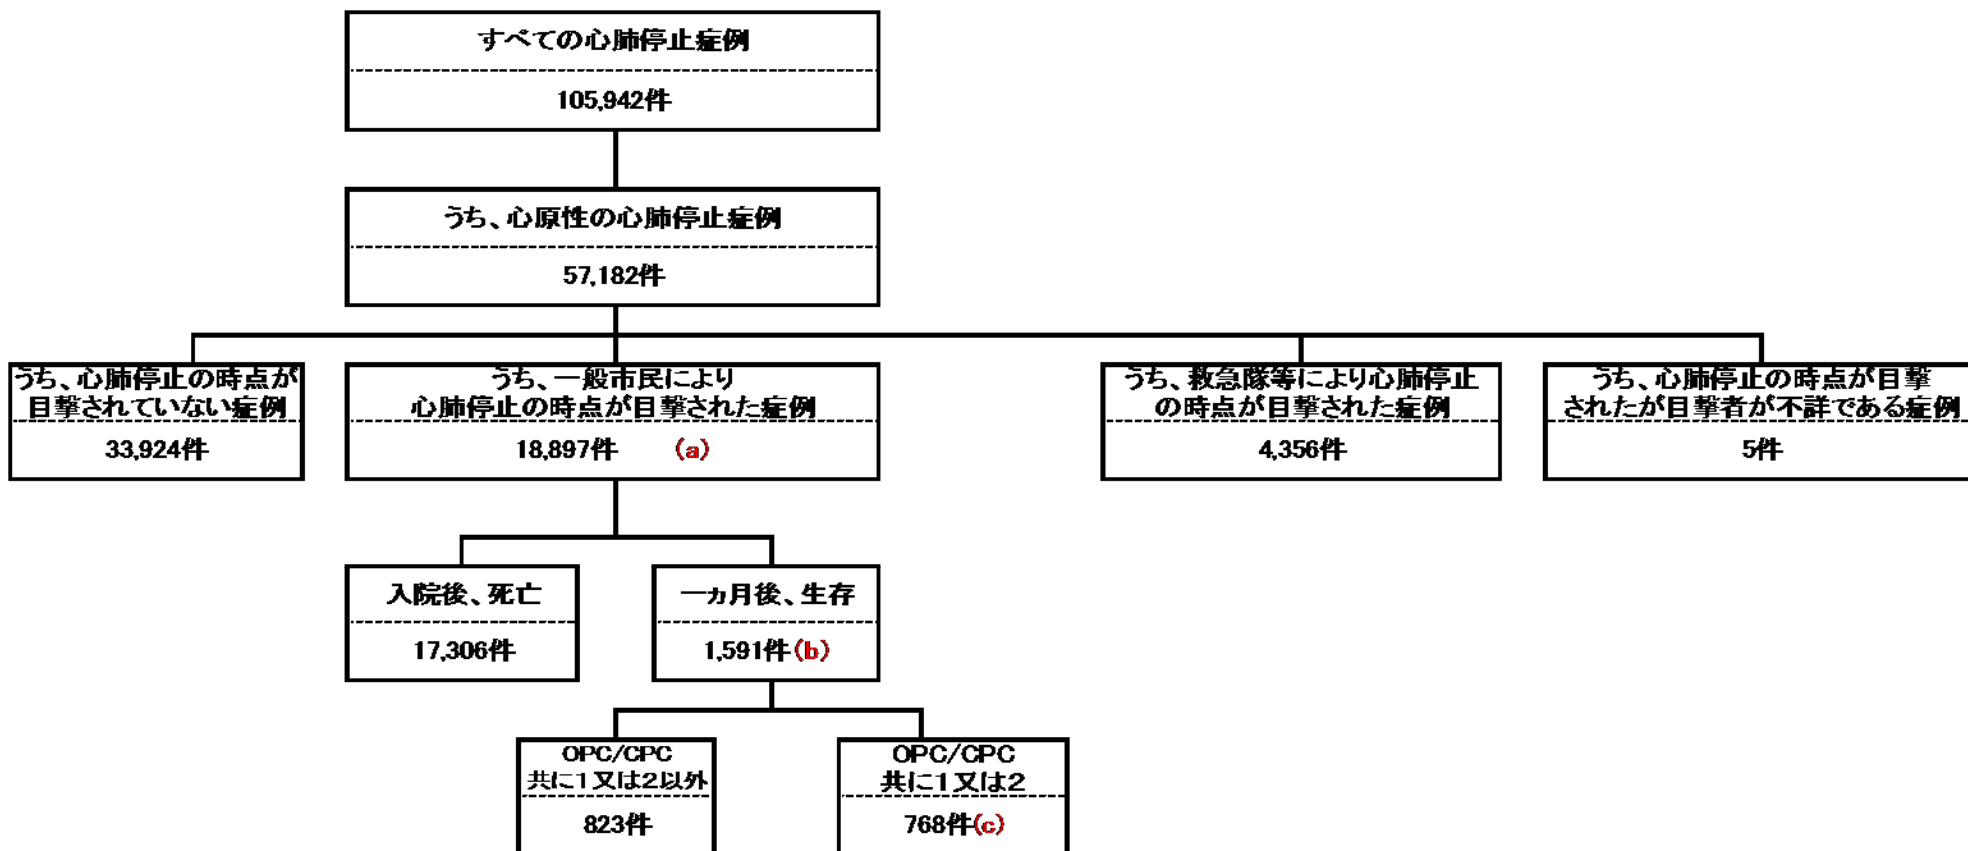 すべての心肺停止症例
105,942件
うち、心原性の心肺停止症例
57,182件
うち、心肺停止の時点が
目撃されていない症例
33,924件
うち、一般市民により
心肺停止の時点が目撃された症例
18,897件 (a)
うち、救急隊等により心肺停止
の時点が目撃された症例
4,356件
うち、心肺停止の時点が目撃
されたが目撃者が不詳である症例
5件
入院後、死亡
17,306件
一ヵ月後、生存
1,591件(b)
OPC/CPC
共に1又は2以外
823件
OPC/CPC
共に1又は2
768件(c)